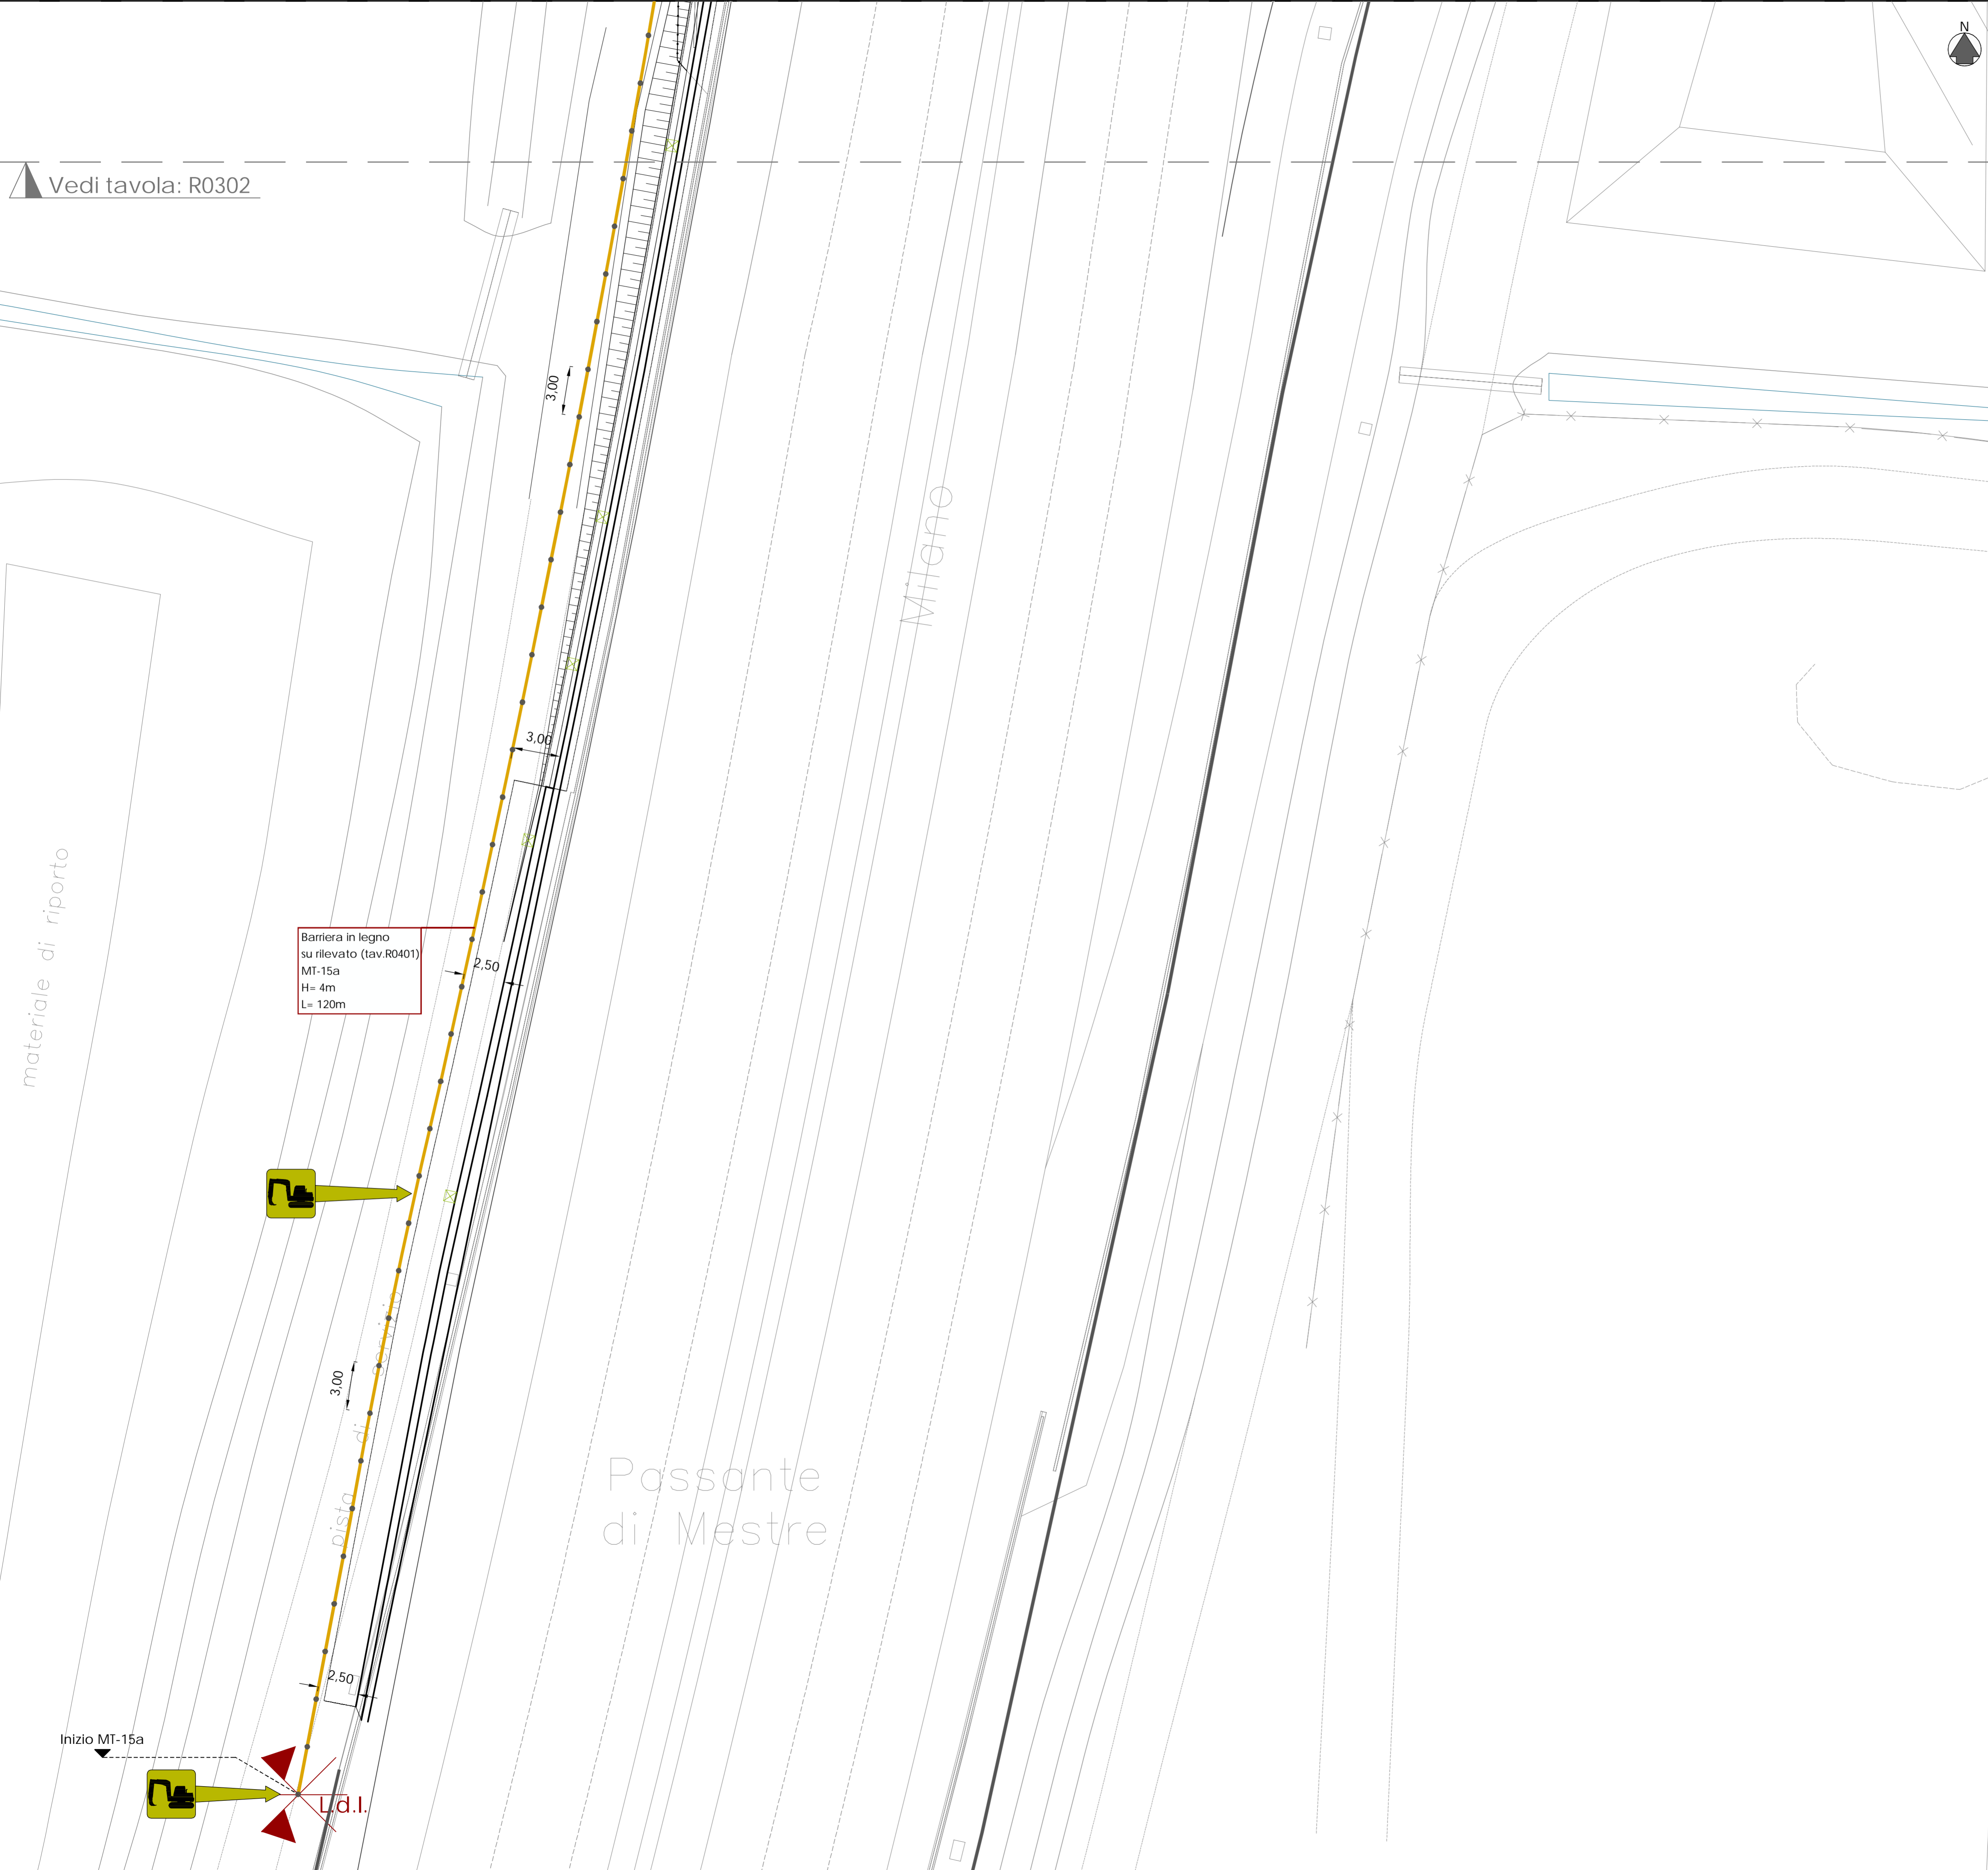 N
Vedi tavola: R0302
3,00
Milano
3,00
materiale di riporto
Barriera in legno
su rilevato (tav.R0401)
MT-15a
H= 4m
L= 120m
2,50
pista di servizio
3,00
Passante
di Mestre
2,50
Inizio MT-15a
L.d.I.